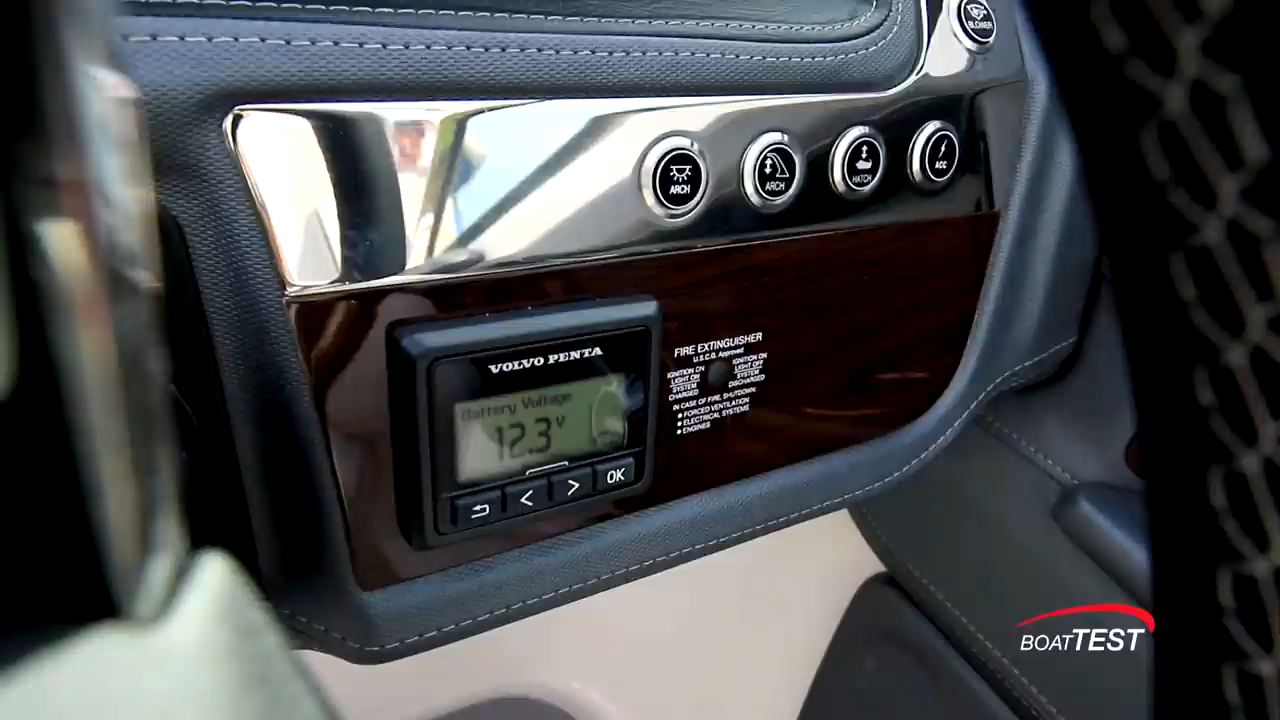 BLOWER
ARCH
ARCH
HATCH
ACC
VOLVO PENTA
Battery Voltage
12.3V
OK
FIRE EXTINGUISHER
U.S.C.G. Approved
IGNITION ON
LIGHT ON
SYSTEM
CHARGED
IGNITION ON
LIGHT OFF
SYSTEM
DISCHARGED
IN CASE OF FIRE, SHUTDOWN:
● FORCED VENTILATION
● ELECTRICAL SYSTEMS
● ENGINES
BOATTEST